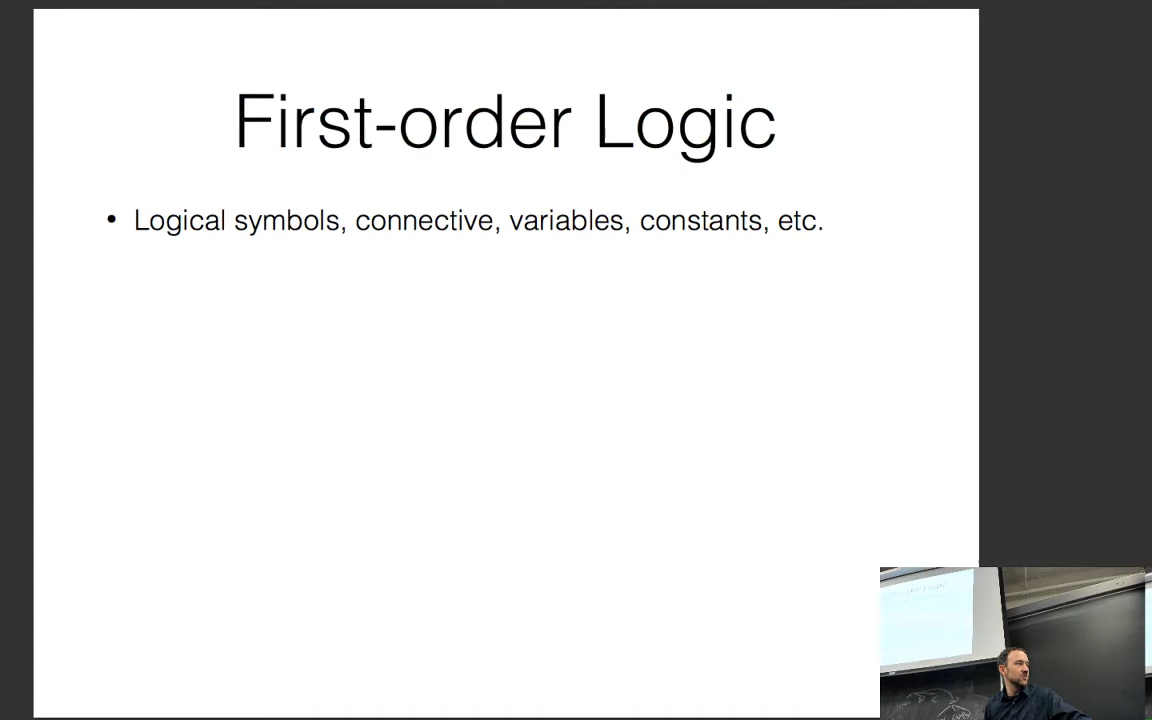 First-order Logic
• Logical symbols, connective, variables, constants, etc.